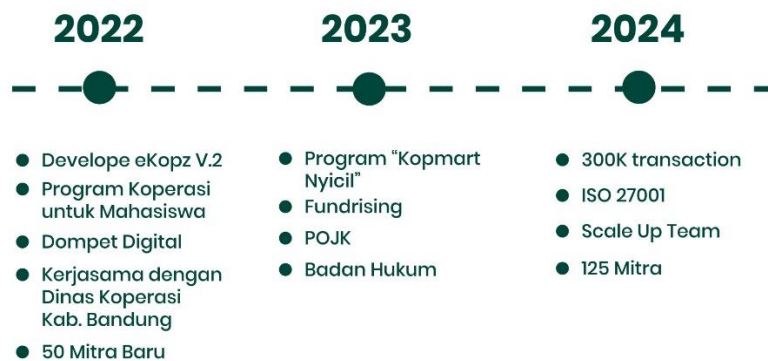 2022
2023
2024
Develope eKopz V.2
Program Koperasi
untuk Mahasiswa
Dompet Digital
Kerjasama dengan
Dinas Koperasi
Kab. Bandung
50 Mitra Baru
Program “Kopmart
Nyicil”
Fundrising
POJK
Badan Hukum
300K transaction
ISO 27001
Scale Up Team
125 Mitra